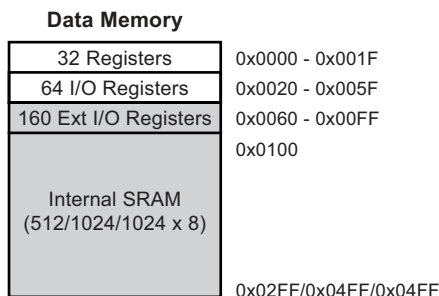 Data Memory
32 Registers 0x0000 - 0x001F
64 I/O Registers 0x0020 - 0x005F
160 Ext I/O Registers 0x0060 - 0x00FF
0x0100
Internal SRAM
(512/1024/1024 x 8)
0x02FF/0x04FF/0x04FF